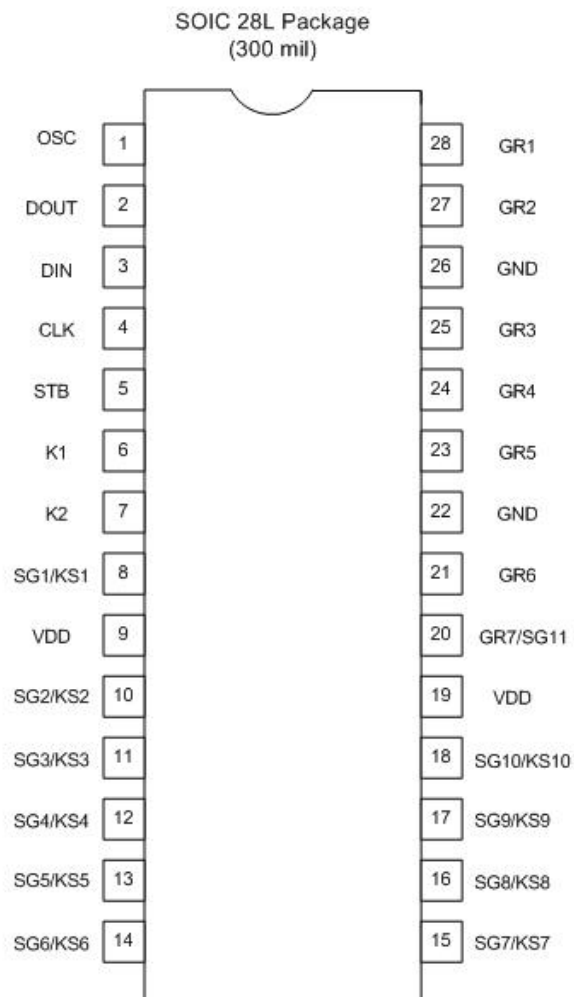 SOIC 28L Package
(300 mil)
OSC 1 28 GR1
DOUT 2 27 GR2
DIN 3 26 GND
CLK 4 25 GR3
STB 5 24 GR4
K1 6 23 GR5
K2 7 22 GND
SG1/KS1 8 21 GR6
VDD 9 20 GR7/SG11
SG2/KS2 10 19 VDD
SG3/KS3 11 18 SG10/KS10
SG4/KS4 12 17 SG9/KS9
SG5/KS5 13 16 SG8/KS8
SG6/KS6 14 15 SG7/KS7